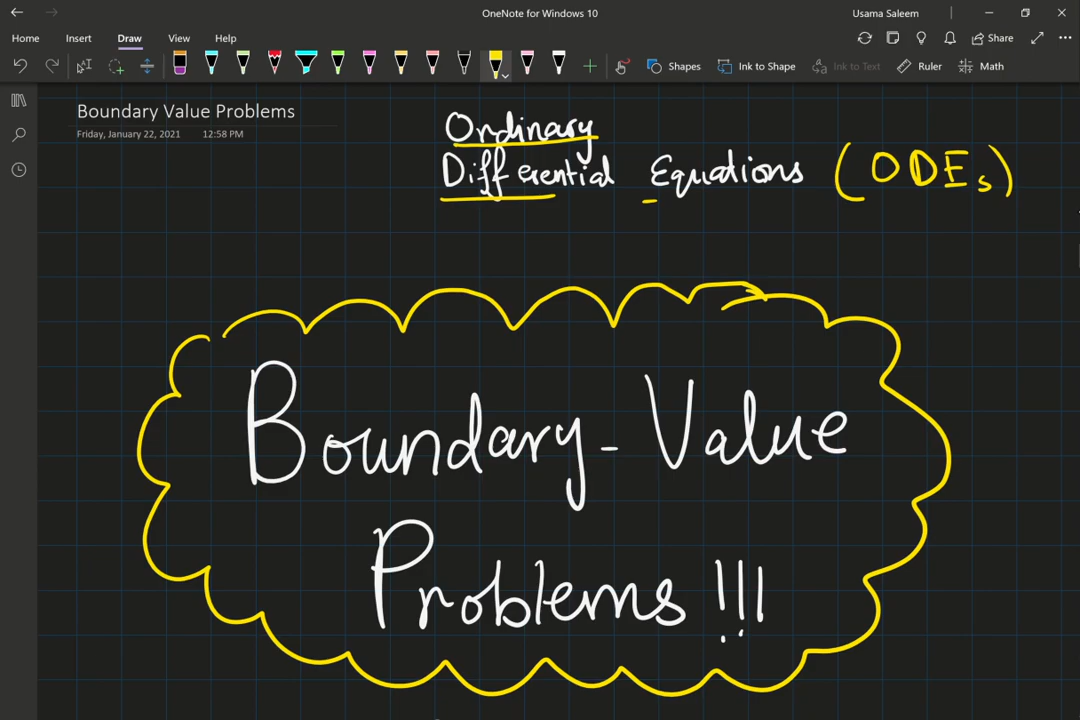 OneNote for Windows 10
Usama Saleem
Home Insert Draw View Help
Share
Shapes Ink to Shape Ink to Text Ruler Math
Boundary Value Problems
Friday, January 22, 2021 12:58 PM
Ordinary
Differential Equations (ODEs)
Boundary-Value
Problems!!!